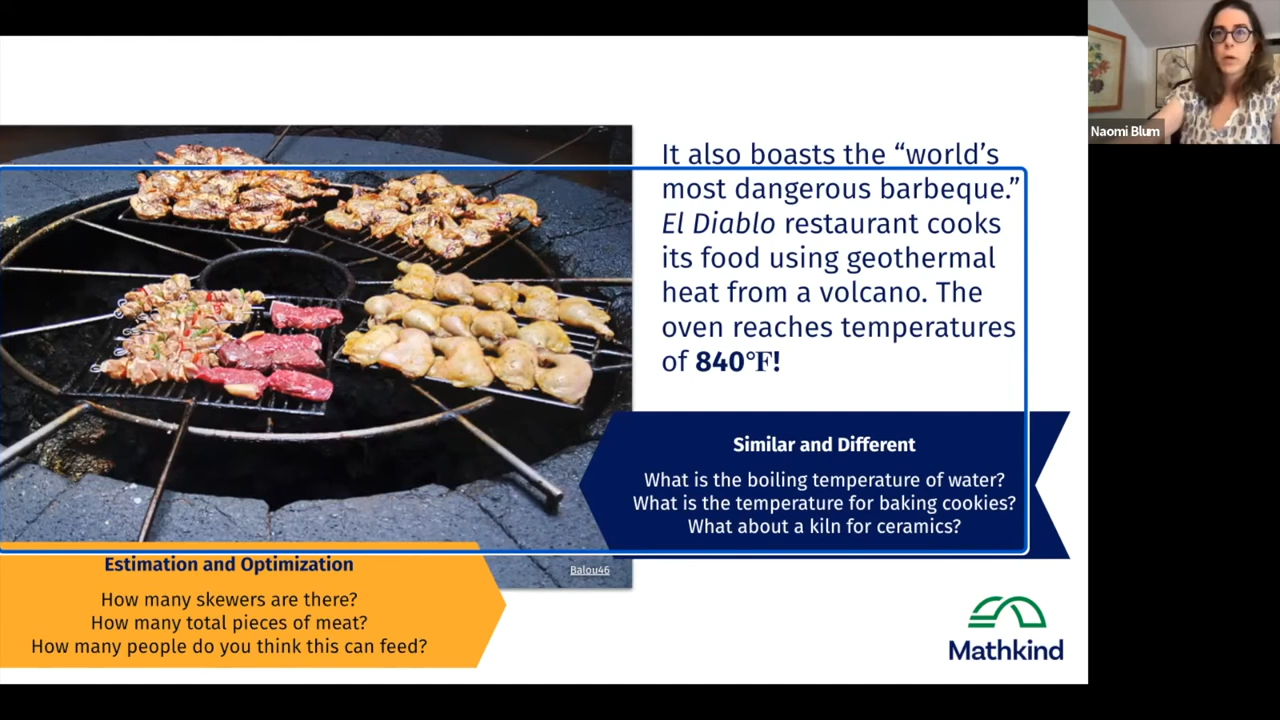 Naomi Blum
It also boasts the “world’s
most dangerous barbeque.”
El Diablo restaurant cooks
its food using geothermal
heat from a volcano. The
oven reaches temperatures
of 840°F!
Similar and Different
What is the boiling temperature of water?
What is the temperature for baking cookies?
What about a kiln for ceramics?
Estimation and Optimization
How many skewers are there?
How many total pieces of meat?
How many people do you think this can feed?
Balou46
Mathkind